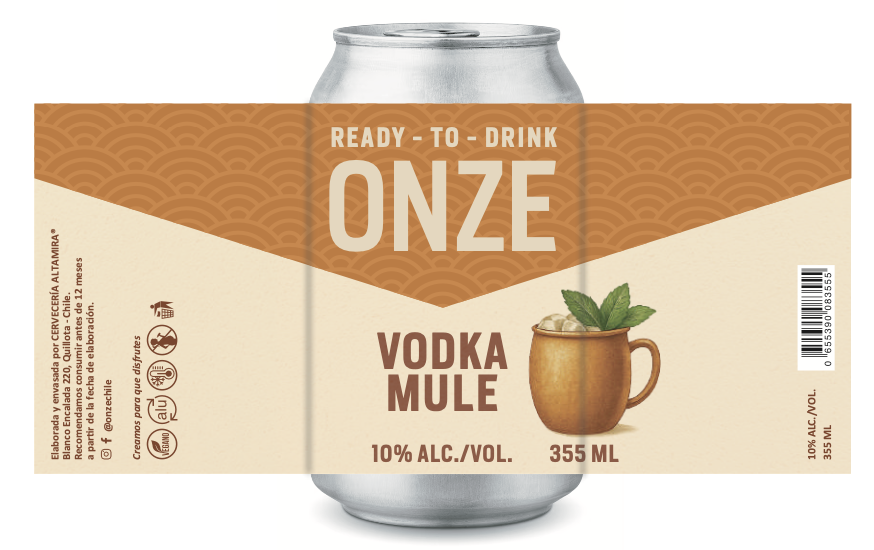 READY - TO - DRINK
ONZE
VODKA
MULE
10% ALC./VOL.
355 ML
Elaborada y envasada por CERVECERÍA ALTAMIRA®
Blanco Encalada 220, Quillota - Chile.
Recomendamos consumir antes de 12 meses
a partir de la fecha de elaboración.
@onzechile
Creamos para que disfrutes
VEGANO
alu
0 655390 083555
10% ALC./VOL.
355 ML